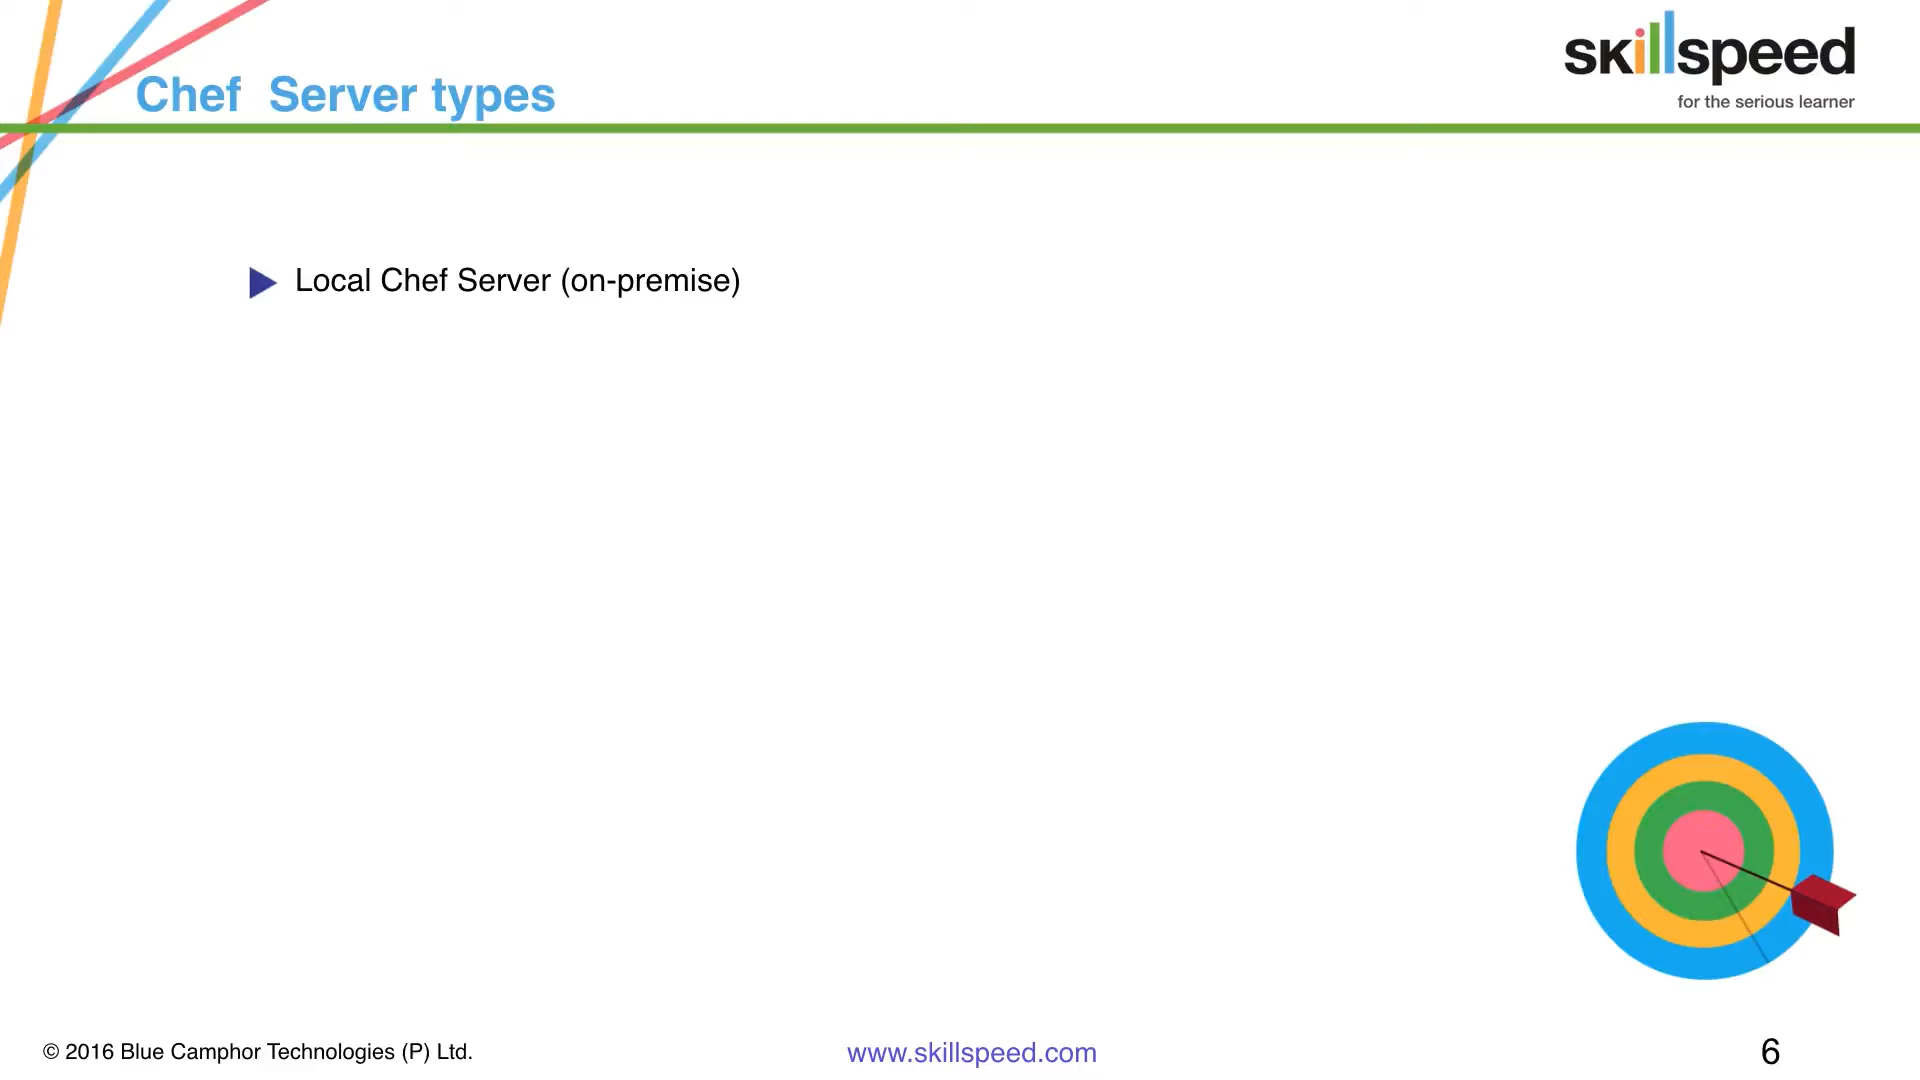 skillspeed
for the serious learner
Chef  Server types
Local Chef Server (on-premise)
© 2016 Blue Camphor Technologies (P) Ltd.
www.skillspeed.com
6